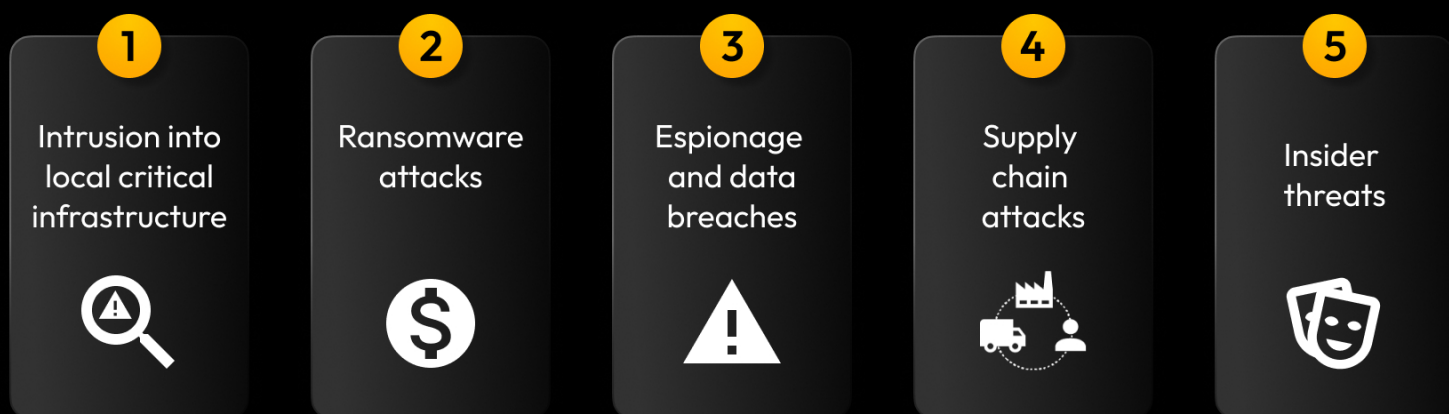 1
Intrusion into
local critical
infrastructure
2
Ransomware
attacks
3
Espionage
and data
breaches
4
Supply
chain
attacks
5
Insider
threats